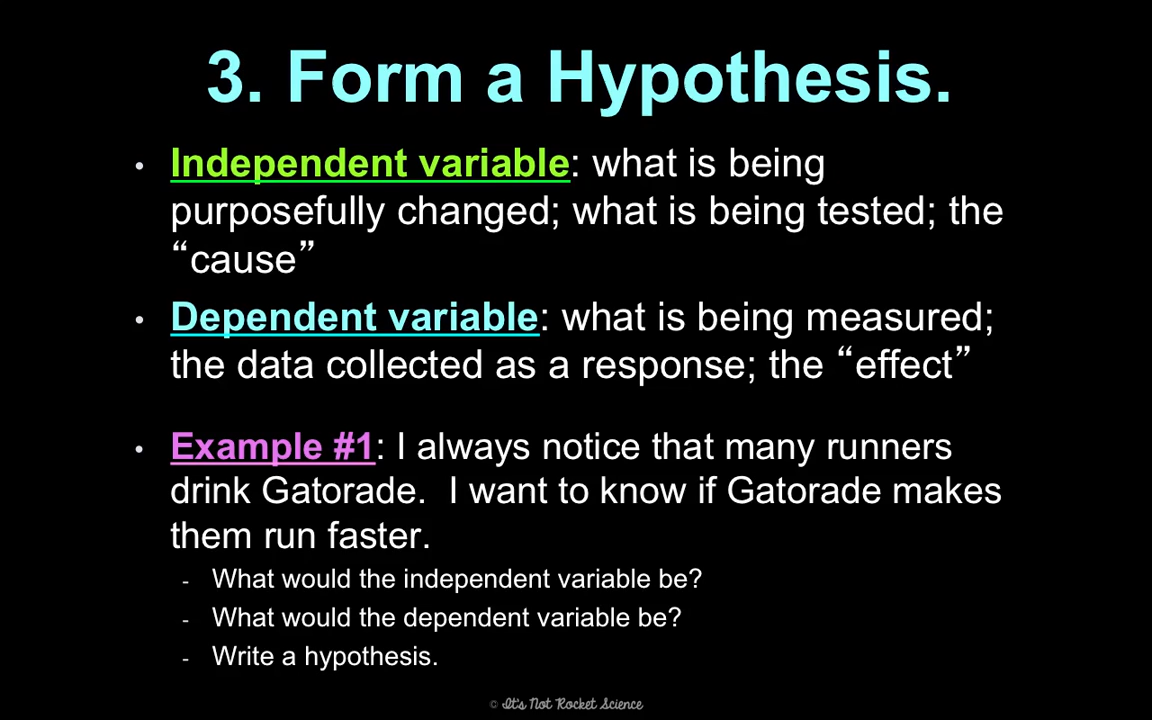 3. Form a Hypothesis.
• Independent variable: what is being
purposefully changed; what is being tested; the
“cause”
• Dependent variable: what is being measured;
the data collected as a response; the “effect”
• Example #1: I always notice that many runners
drink Gatorade.  I want to know if Gatorade makes
them run faster.
- What would the independent variable be?
- What would the dependent variable be?
- Write a hypothesis.
© It's Not Rocket Science